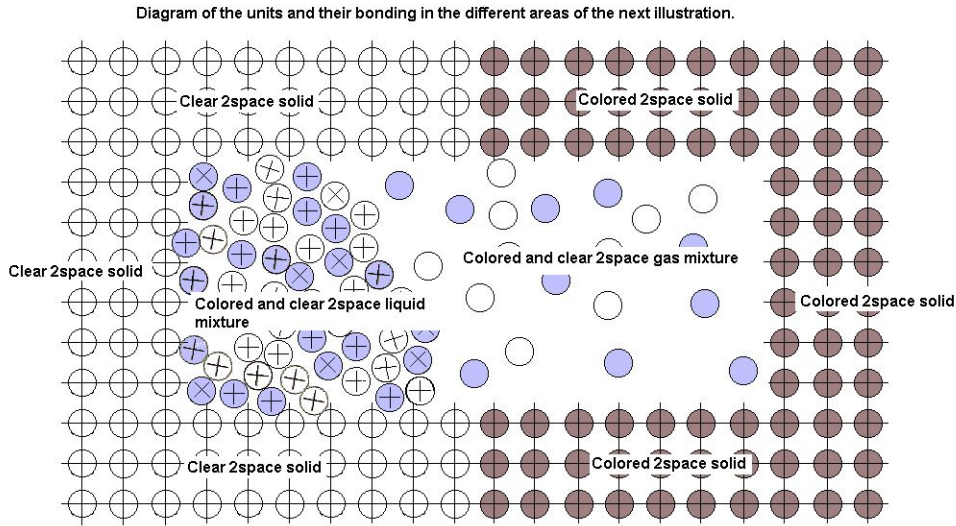 Diagram of the units and their bonding in the different areas of the next illustration.
Clear 2space solid
Colored 2space solid
Clear 2space solid
Colored and clear 2space gas mixture
Colored and clear 2space liquid
mixture
Colored 2space solid
Clear 2space solid
Colored 2space solid